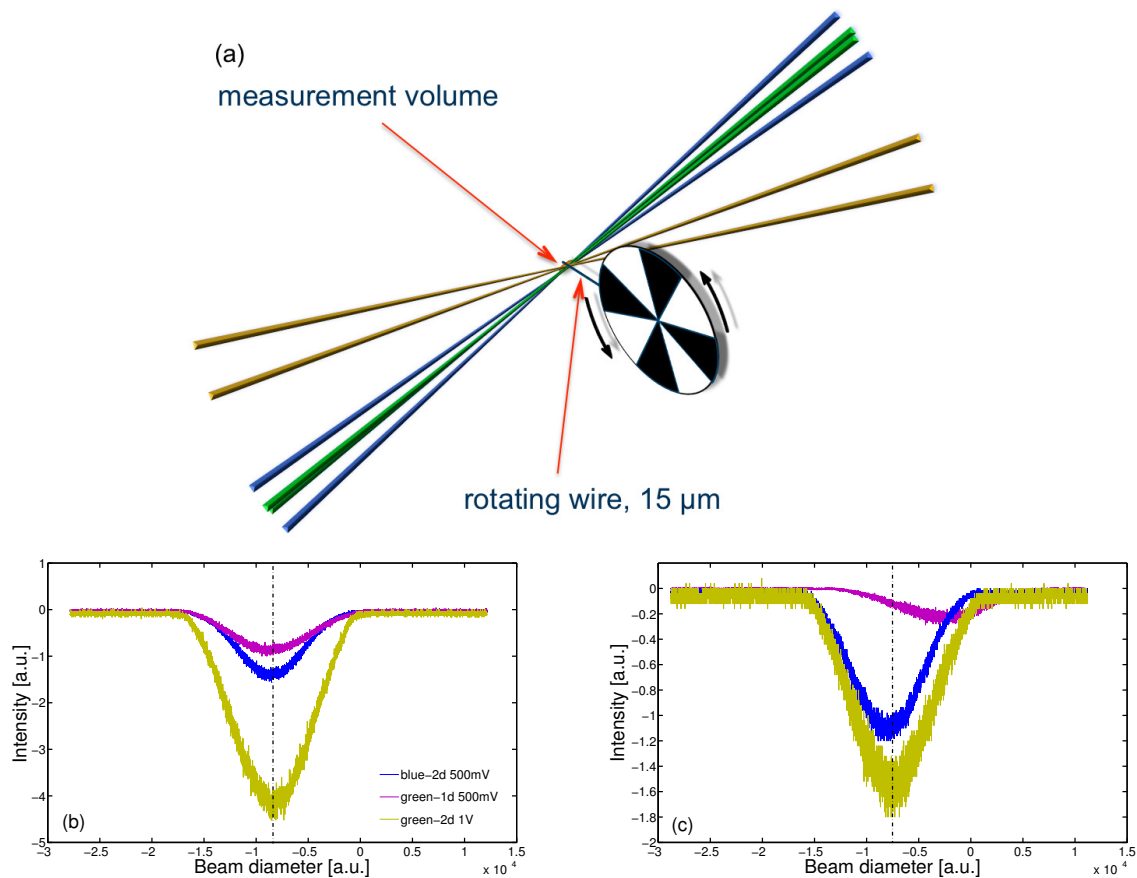 (a)
measurement volume
rotating wire, 15 µm
1
0
−1
−2
−3
−4
−5
Intensity [a.u.]
blue−2d 500mV
green−1d 500mV
green−2d 1V
(b)
−3 −2.5 −2 −1.5 −1 −0.5 0 0.5 1 1.5
Beam diameter [a.u.]
x 10 4
0
−0.2
−0.4
−0.6
−0.8
−1
−1.2
−1.4
−1.6
−1.8
−2
Intensity [a.u.]
(c)
−3 −2.5 −2 −1.5 −1 −0.5 0 0.5 1 1.5
Beam diameter [a.u.]
x 10 4